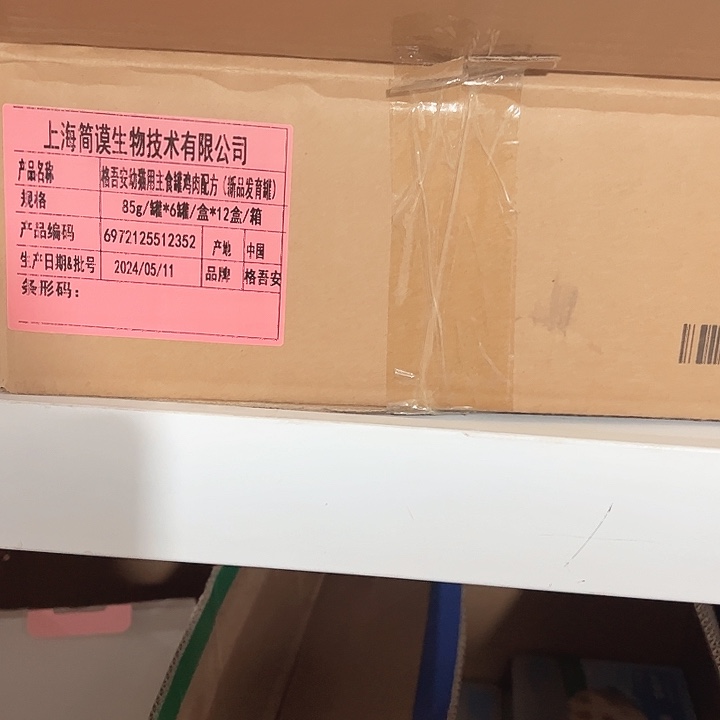 上海简谟生物技术有限公司
产品名称 格吾安幼猫用主食罐鸡肉配方（新品发育罐）
规格 85g/罐*6罐/盒*12盒/箱
产品编码 6972125512352 产地 中国
生产日期&批号 2024/05/11 品牌 格吾安
条形码：